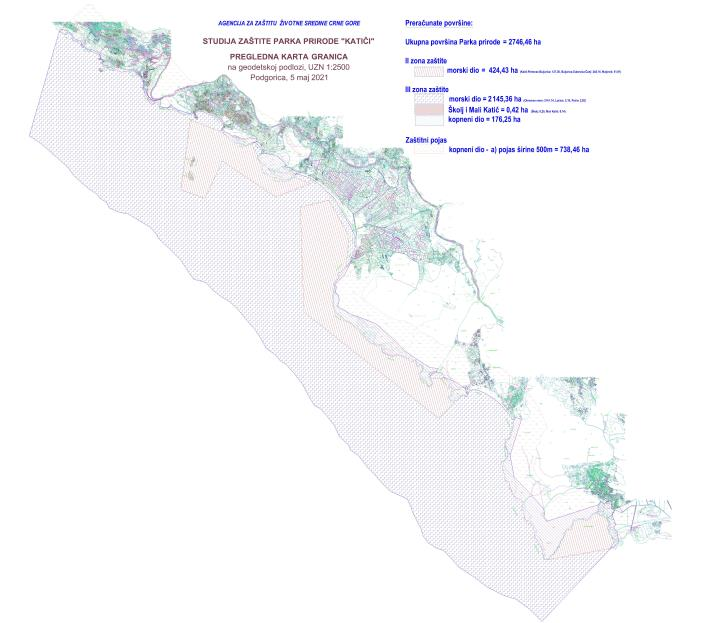 AGENCIJA ZA ZAŠTITU ŽIVOTNE SREDINE CRNE GORE
STUDIJA ZAŠTITE PARKA PRIRODE "KATIČI"
PREGLEDNA KARTA GRANICA
na geodetskoj podlozi, UZN 1:2500
Podgorica, 5 maj 2021
Preračunate površine:
Ukupna površina Parka prirode = 2746,46 ha
II zona zaštite
morski dio = 424,43 ha
III zona zaštite
morski dio = 2145,36 ha
Školj i Mali Katić = 0,42 ha
kopneni dio = 176,25 ha
Zaštitni pojas
kopneni dio - a) pojas širine 500m = 738,46 ha